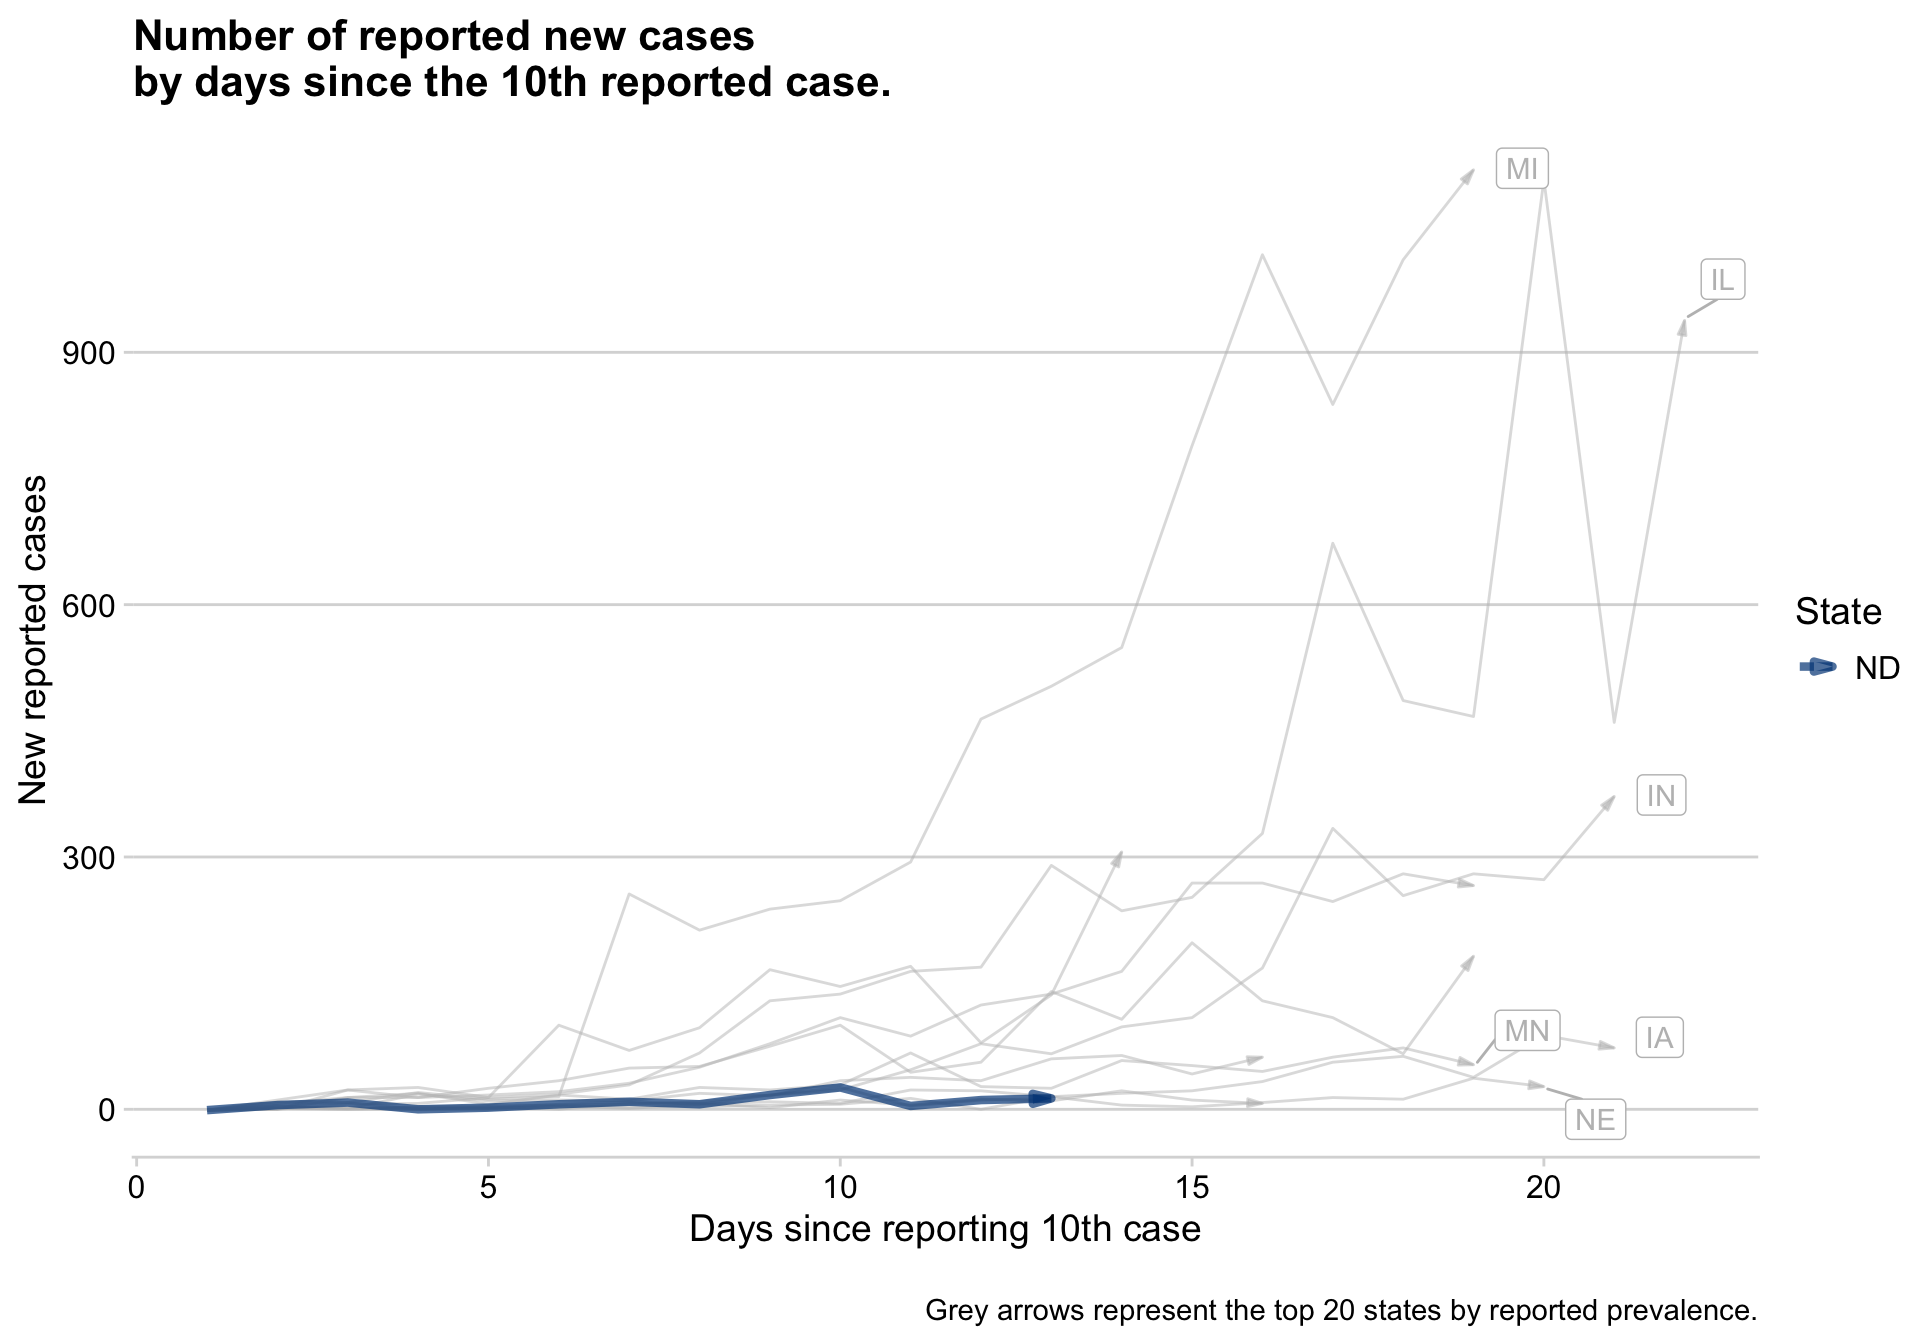 Number of reported new cases
by days since the 10th reported case.
MI
IL
900
600
300
0
New reported cases
IN
MN
IA
NE
State
ND
0 5 10 15 20
Days since reporting 10th case
Grey arrows represent the top 20 states by reported prevalence.